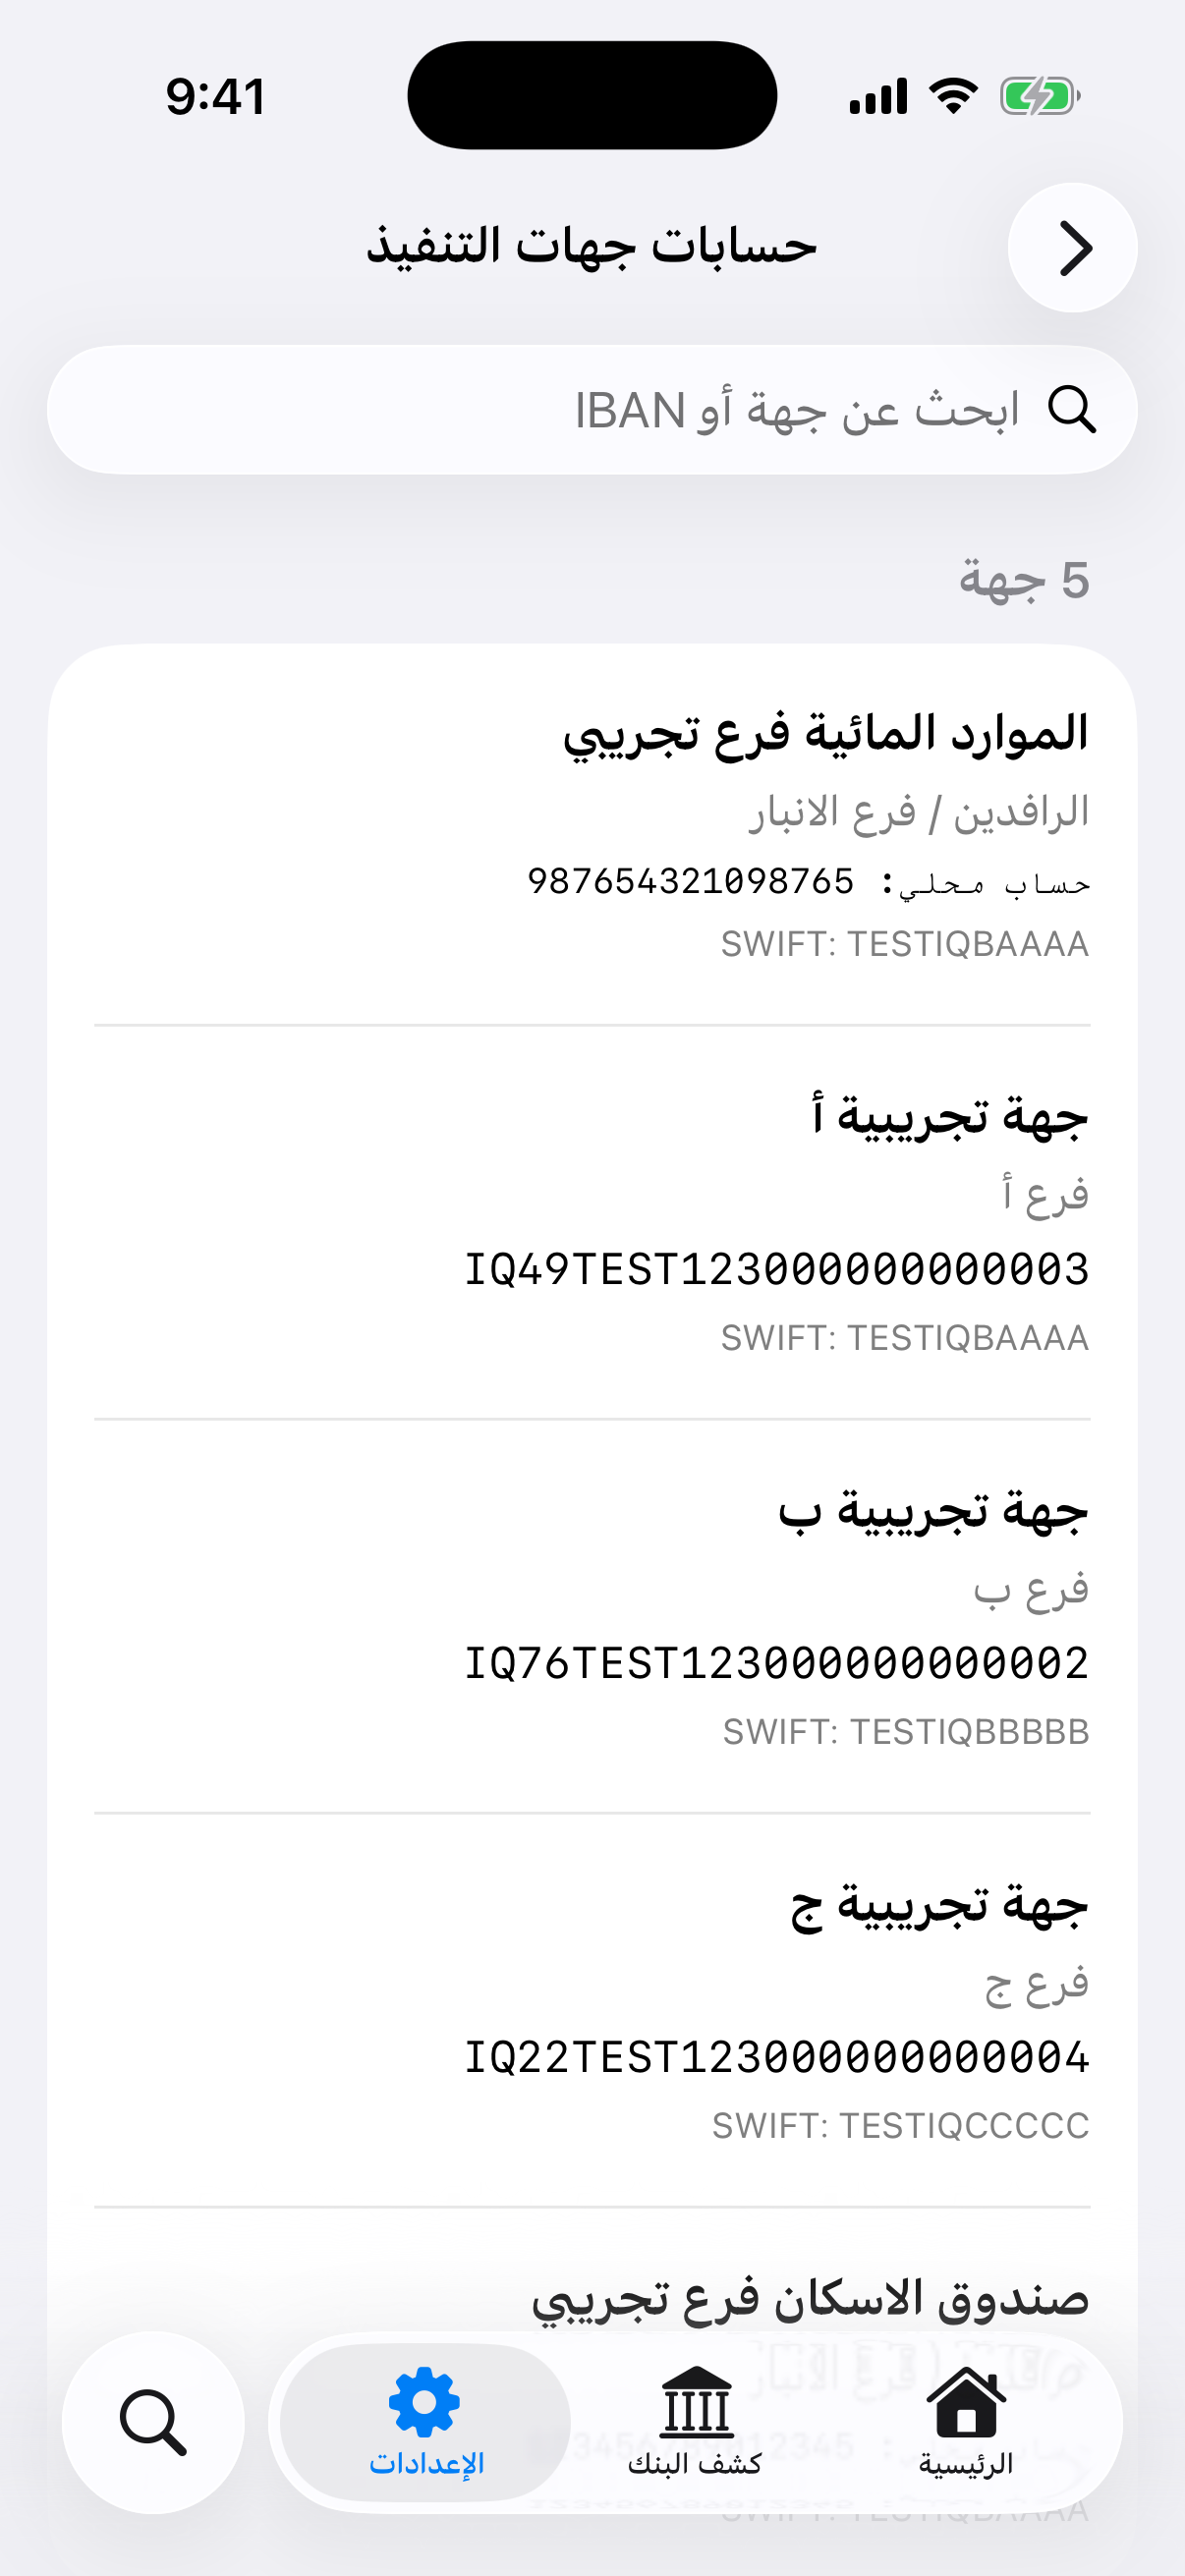 9:41
حسابات جهات التنفيذ
ابحث عن جهة أو IBAN
5 جهة
الموارد المائية فرع تجريبي
الرافدين / فرع الانبار
حساب محلي: 987654321098765
SWIFT: TESTIQBAAAA
جهة تجريبية أ
فرع أ
IQ49TEST123000000000003
SWIFT: TESTIQBAAAA
جهة تجريبية ب
فرع ب
IQ76TEST123000000000002
SWIFT: TESTIQBBBBB
جهة تجريبية ج
فرع ج
IQ22TEST123000000000004
SWIFT: TESTIQCCCCC
صندوق الاسكان فرع تجريبي
الرئيسية
كشف البنك
الإعدادات